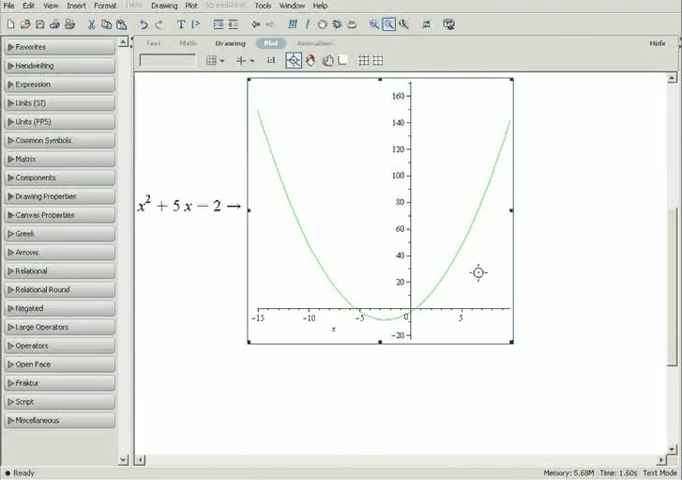 File Edit View Insert Format Table Drawing Plot Spreadsheet Tools Window Help
Text Math Drawing Plot Animation Hide
1:1
Favorites
Handwriting
Expression
Units (SI)
Units (FPS)
Common Symbols
Matrix
Components
Drawing Properties
Canvas Properties
Greek
Arrows
Relational
Relational Round
Negated
Large Operators
Operators
Open Face
Fraktur
Script
Miscellaneous
x² + 5 x − 2 →
160
140
120
100
80
60
40
20
-15 -10 -5 0 5
x
-20
Ready Memory: 5.68M Time: 1.60s Text Mode